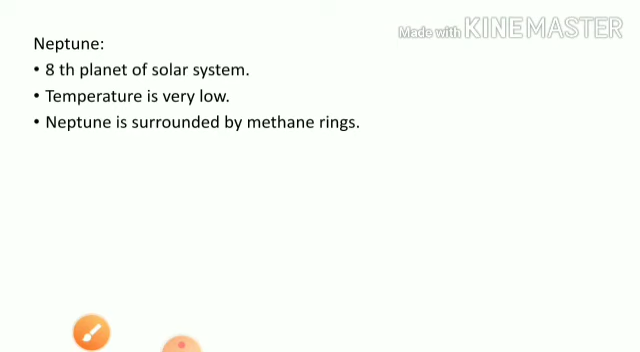 Made with KINEMASTER
Neptune:
• 8 th planet of solar system.
• Temperature is very low.
• Neptune is surrounded by methane rings.